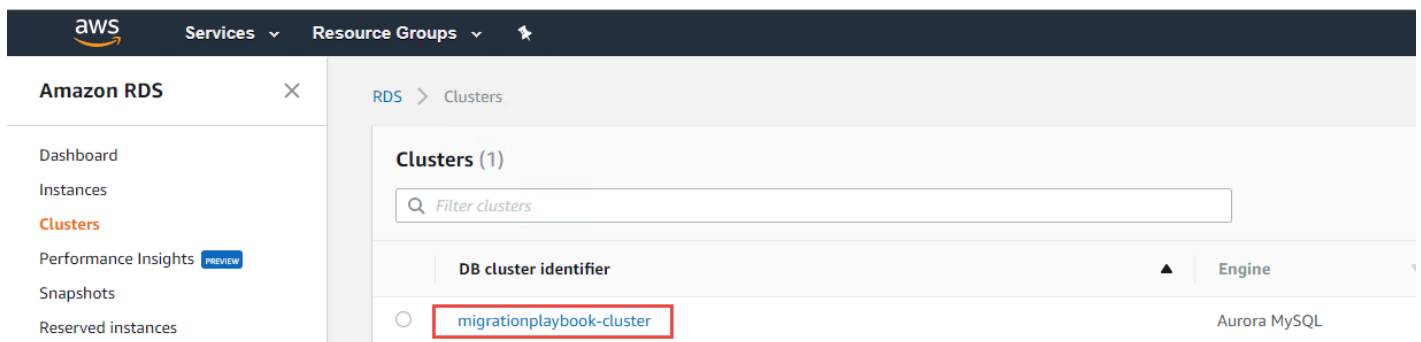 aws Services Resource Groups
Amazon RDS
Dashboard
Instances
Clusters
Performance Insights PREVIEW
Snapshots
Reserved instances
RDS > Clusters
Clusters (1)
Filter clusters
DB cluster identifier Engine
migrationplaybook-cluster Aurora MySQL